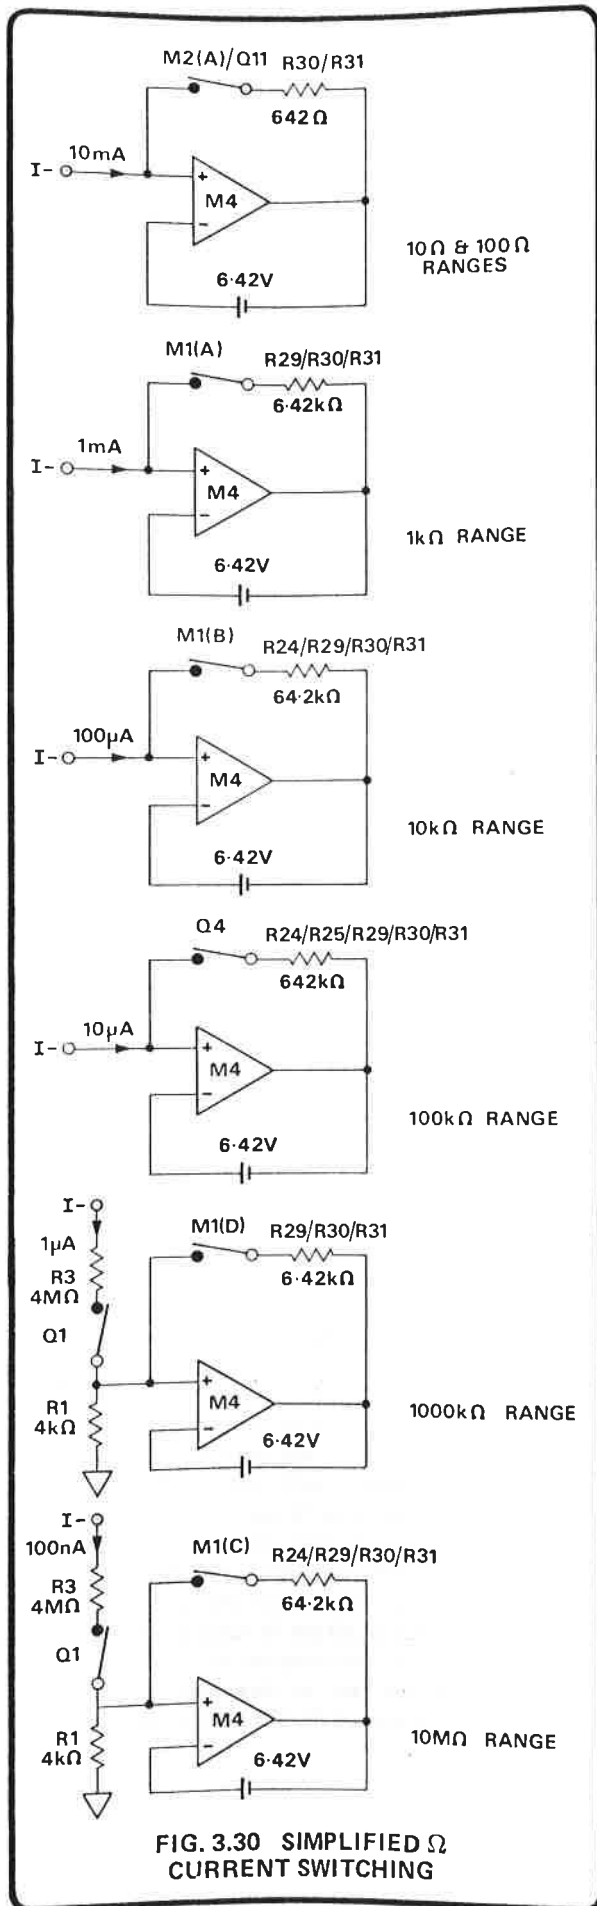 M2(A)/Q11 R30/R31
642Ω
10mA
I-
+
M4
-
6·42V
10Ω & 100Ω
RANGES
M1(A)
R29/R30/R31
6·42kΩ
1mA
I-
+
M4
-
6·42V
1kΩ RANGE
M1(B)
R24/R29/R30/R31
64·2kΩ
100µA
I-
+
M4
-
6·42V
10kΩ RANGE
Q4
R24/R25/R29/R30/R31
642kΩ
10µA
I-
+
M4
-
6·42V
100kΩ RANGE
I-
1µA
R3
4MΩ
Q1
R1
4kΩ
M1(D)
R29/R30/R31
6·42kΩ
+
M4
-
6·42V
1000kΩ RANGE
I-
100nA
R3
4MΩ
Q1
R1
4kΩ
M1(C)
R24/R29/R30/R31
64·2kΩ
+
M4
-
6·42V
10MΩ RANGE
FIG. 3.30 SIMPLIFIED Ω
CURRENT SWITCHING